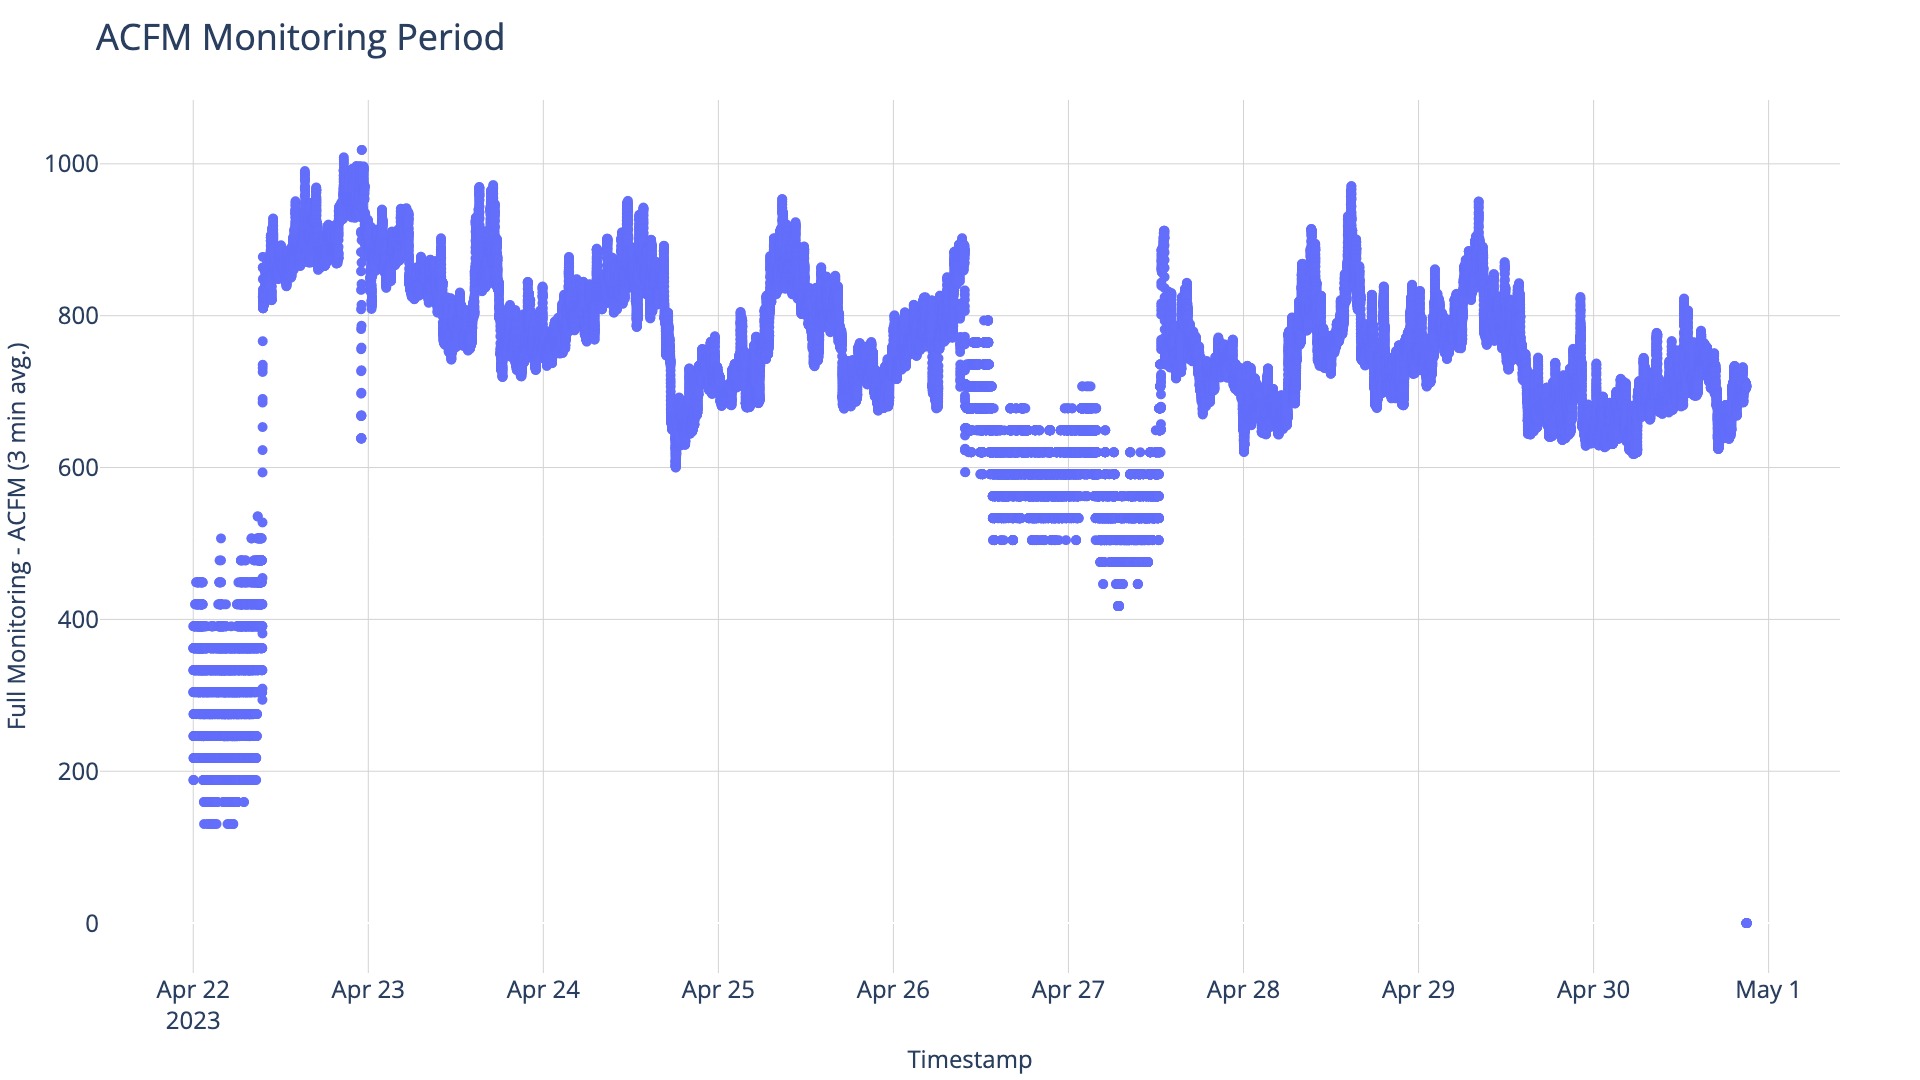 ACFM Monitoring Period
Full Monitoring - ACFM (3 min avg.)
1000
800
600
400
200
0
Apr 22
2023
Apr 23
Apr 24
Apr 25
Apr 26
Apr 27
Apr 28
Apr 29
Apr 30
May 1
Timestamp